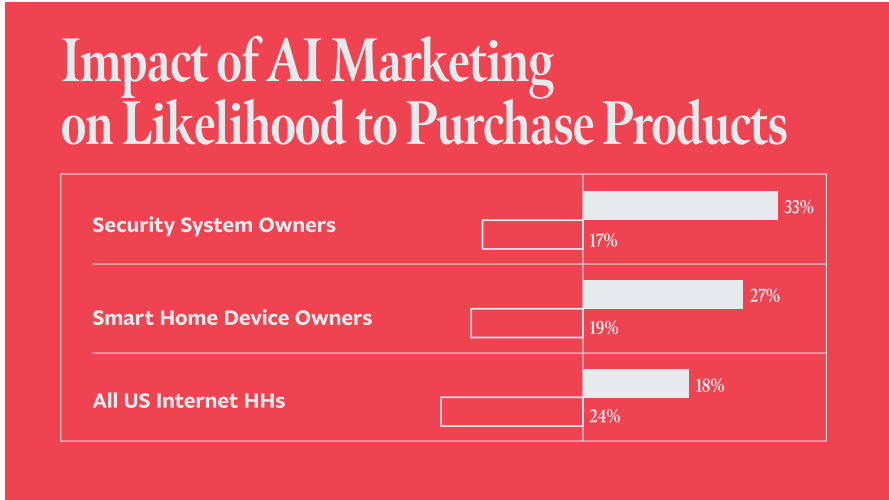 Impact of AI Marketing
on Likelihood to Purchase Products
Security System Owners
33%
17%
Smart Home Device Owners
27%
19%
All US Internet HHs
18%
24%